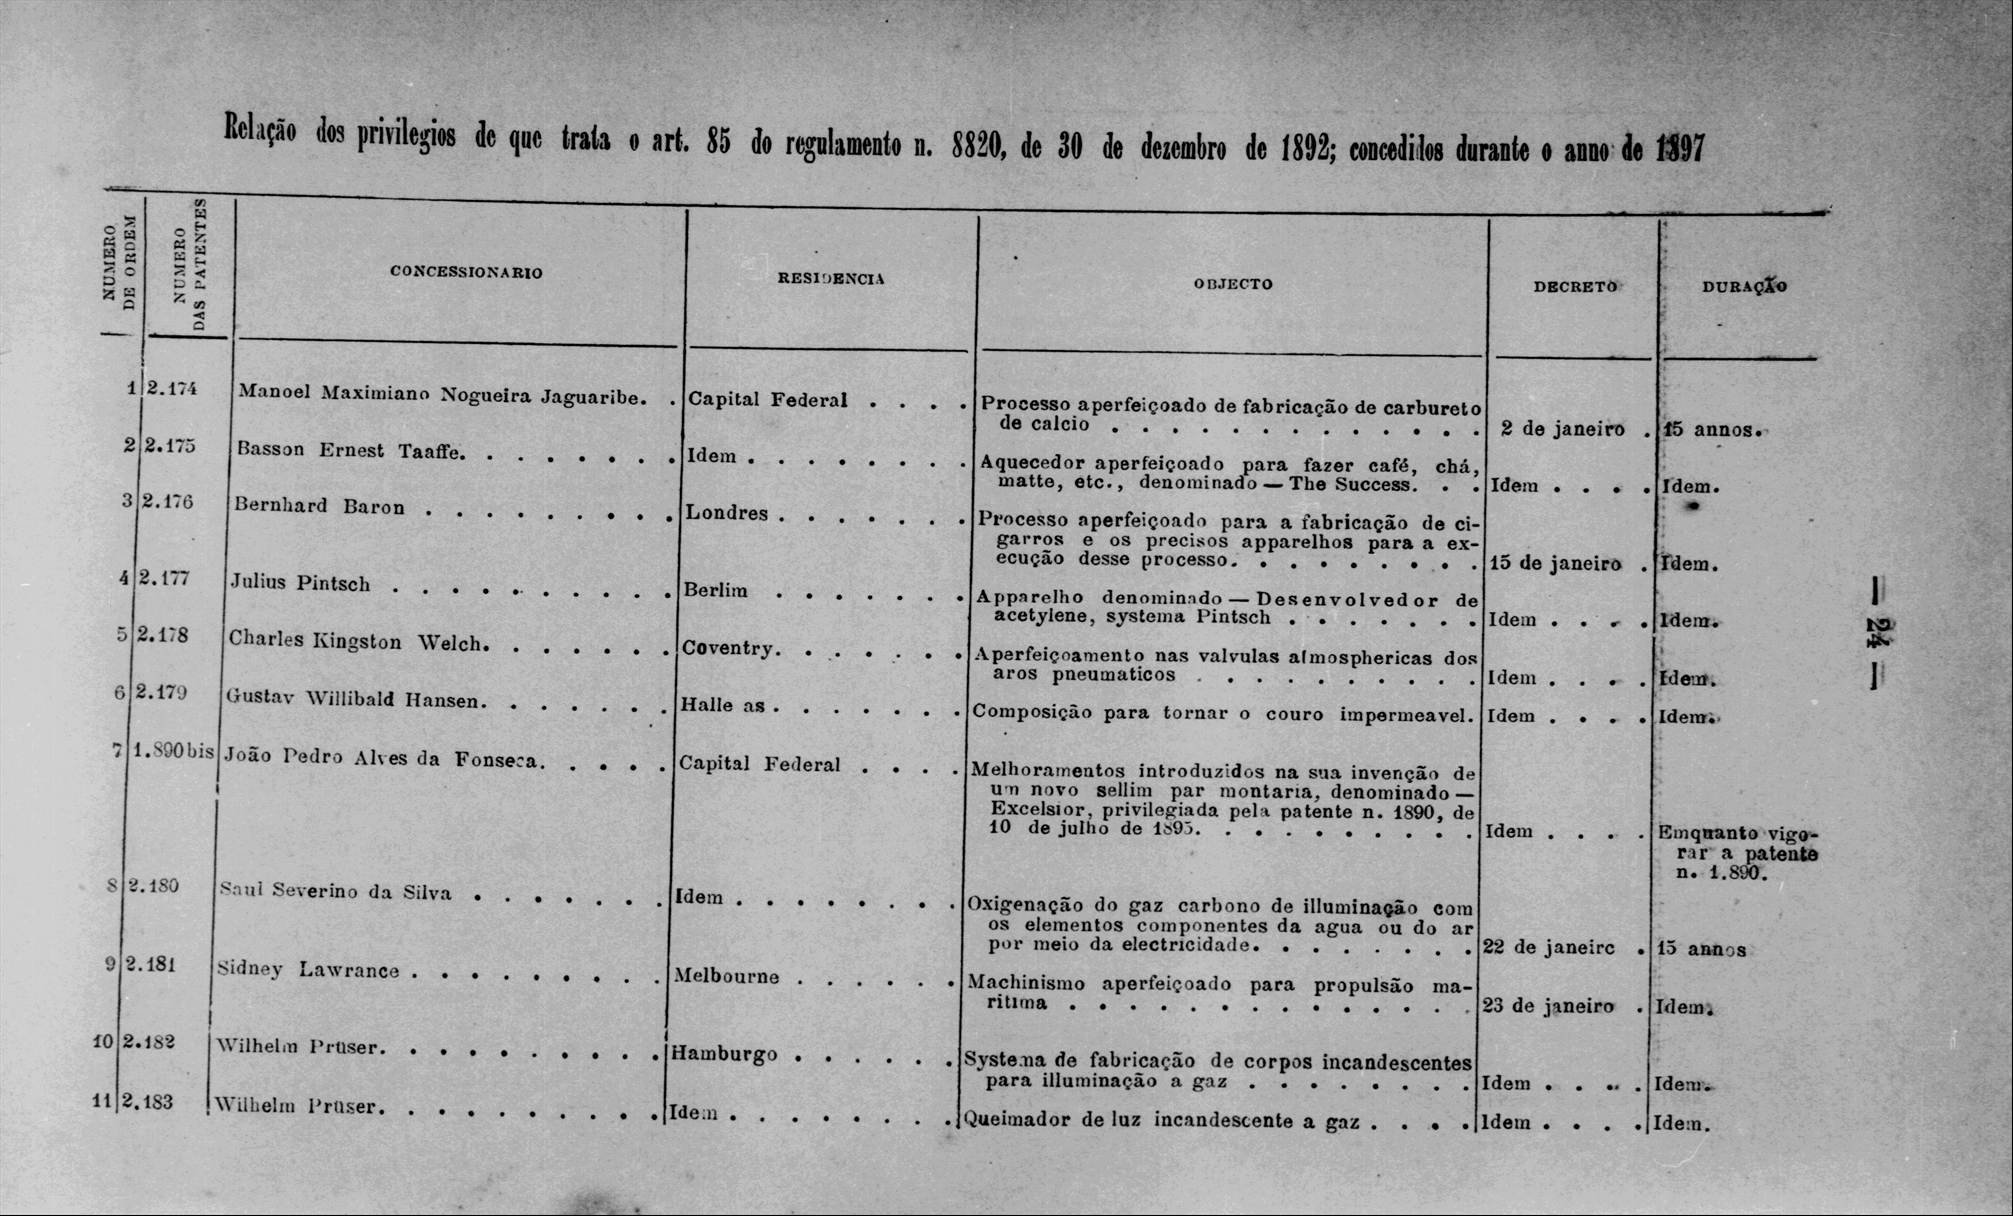 Relação dos privilegios de que trata o art. 85 do regulamento n. 8820, de 30 de dezembro de 1892; concedidos durante o anno de 1897
NUMERO DE ORDEM | NUMERO DAS PATENTES | CONCESSIONARIO | RESIDENCIA | OBJECTO | DECRETO | DURAÇÃO
1 | 2.174 | Manoel Maximiano Nogueira Jaguaribe. . | Capital Federal . . . . | Processo aperfeiçoado de fabricação de carbureto
de calcio . . . . . . . . . . . . . | 2 de janeiro . | 15 annos.
2 | 2.175 | Basson Ernest Taaffe. . . . . . . . | Idem . . . . . . . . | Aquecedor aperfeiçoado para fazer café, chá,
matte, etc., denominado — The Success. . . | Idem . . . . | Idem.
3 | 2.176 | Bernhard Baron . . . . . . . . . | Londres . . . . . . . | Processo aperfeiçoado para a fabricação de ci-
garros e os precisos apparelhos para a ex-
ecução desse processo. . . . . . . . . | 15 de janeiro . | Idem.
4 | 2.177 | Julius Pintsch . . . . . . . . . . | Berlim . . . . . . . | Apparelho denominado — Desenvolvedor de
acetylene, systema Pintsch . . . . . . . | Idem . . . . | Idem.
5 | 2.178 | Charles Kingston Welch. . . . . . . | Coventry. . . . . . . | Aperfeiçoamento nas valvulas atmosphericas dos
aros pneumaticos . . . . . . . . . . | Idem . . . . | Idem.
6 | 2.179 | Gustav Willibald Hansen. . . . . . . | Halle as . . . . . . . | Composição para tornar o couro impermeavel. | Idem . . . . | Idem.
7 | 1.890 bis | João Pedro Alves da Fonseca. . . . . | Capital Federal . . . . | Melhoramentos introduzidos na sua invenção de
um novo sellim par montaria, denominado —
Excelsior, privilegiada pela patente n. 1890, de
10 de julho de 1895. . . . . . . . . . | Idem . . . . | Emquanto vigo-
rar a patente
n. 1.890.
8 | 2.180 | Saul Severino da Silva . . . . . . . | Idem . . . . . . . . | Oxigenação do gaz carbono de illuminação com
os elementos componentes da agua ou do ar
por meio da electricidade. . . . . . . . | 22 de janeiro . | 15 annos
9 | 2.181 | Sidney Lawrance . . . . . . . . . | Melbourne . . . . . . | Machinismo aperfeiçoado para propulsão ma-
ritima . . . . . . . . . . . . . . | 23 de janeiro . | Idem.
10 | 2.182 | Wilhelm Prüser. . . . . . . . . . | Hamburgo . . . . . . | Systema de fabricação de corpos incandescentes
para illuminação a gaz . . . . . . . . | Idem . . . . | Idem.
11 | 2.183 | Wilhelm Prüser. . . . . . . . . . | Idem . . . . . . . . | Queimador de luz incandescente a gaz . . . . | Idem . . . . | Idem.
— 24 —